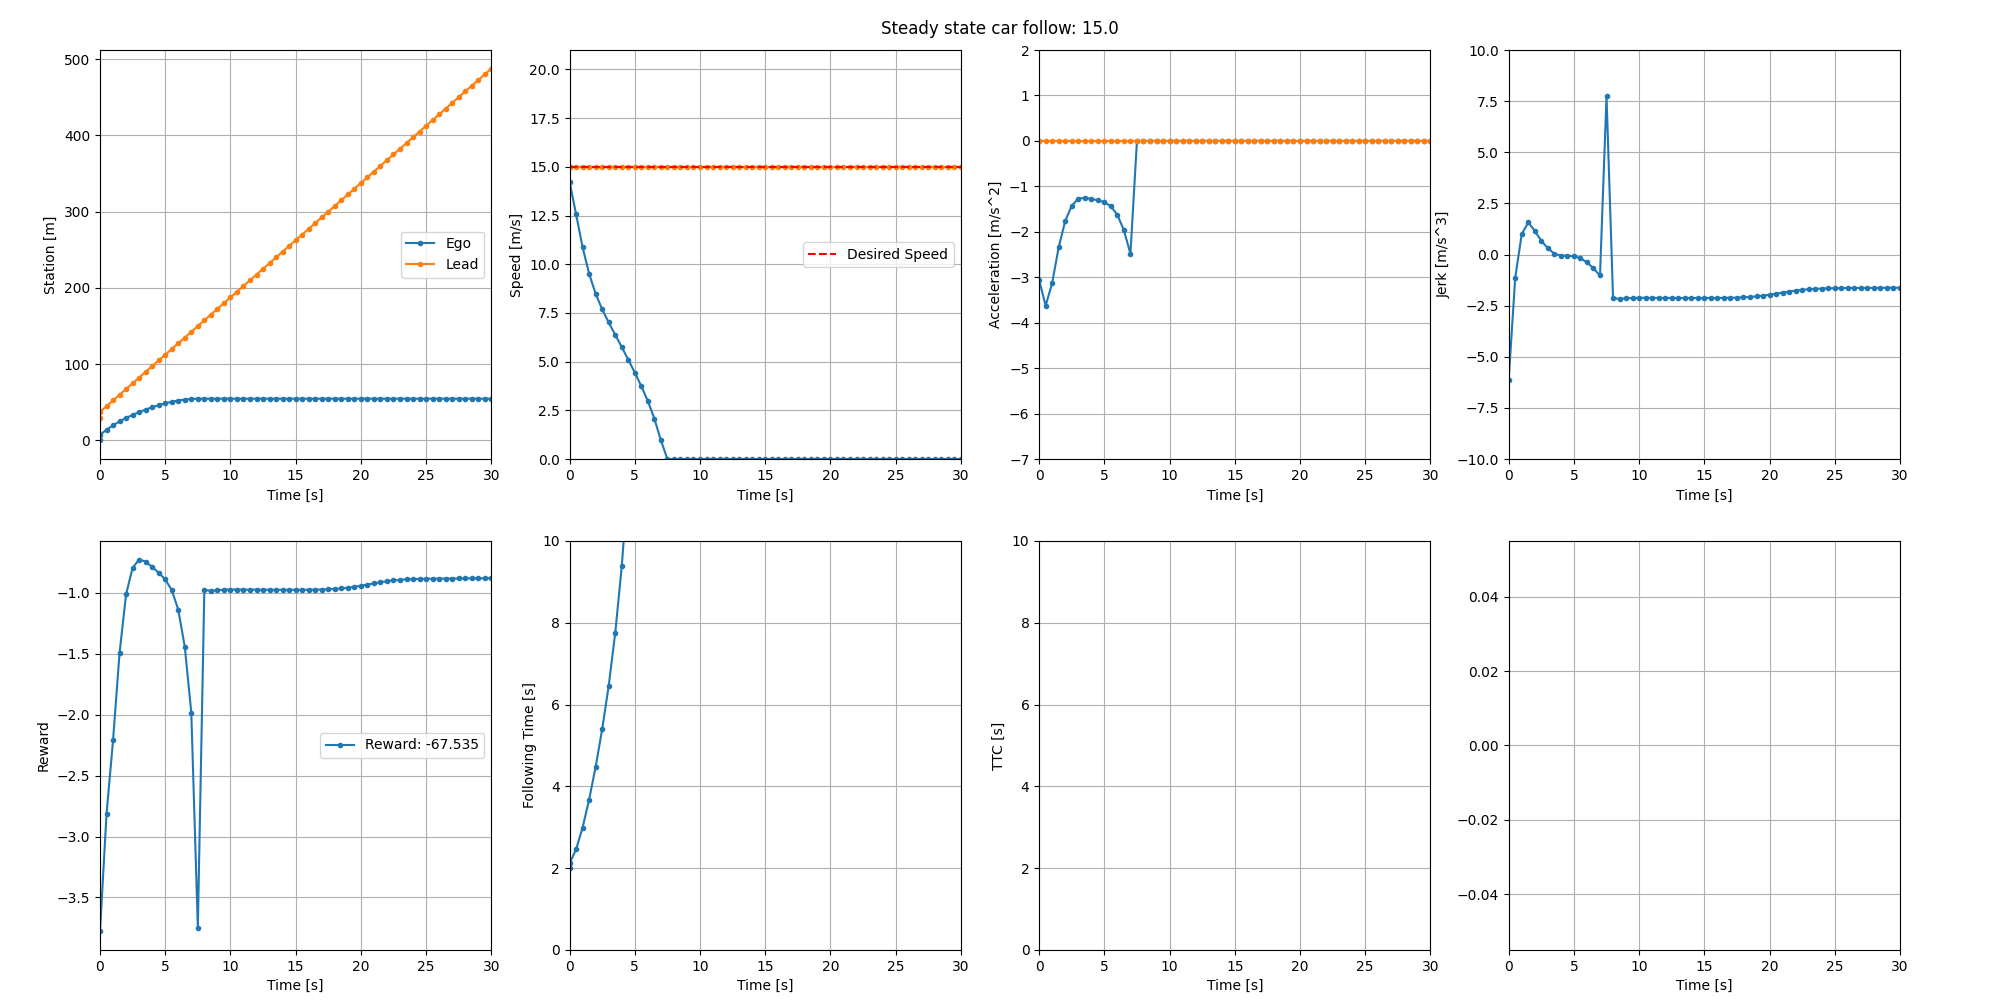 Steady state car follow: 15.0
500
400
300
200
100
0
Station [m]
Ego
Lead
0 5 10 15 20 25 30
Time [s]
20.0
17.5
15.0
12.5
10.0
7.5
5.0
2.5
0.0
Speed [m/s]
Desired Speed
0 5 10 15 20 25 30
Time [s]
2
1
0
−1
−2
−3
−4
−5
−6
−7
Acceleration [m/s^2]
0 5 10 15 20 25 30
Time [s]
10.0
7.5
5.0
2.5
0.0
−2.5
−5.0
−7.5
−10.0
Jerk [m/s^3]
0 5 10 15 20 25 30
Time [s]
−1.0
−1.5
−2.0
−2.5
−3.0
−3.5
Reward
Reward: -67.535
0 5 10 15 20 25 30
Time [s]
10
8
6
4
2
0
Following Time [s]
0 5 10 15 20 25 30
Time [s]
10
8
6
4
2
0
TTC [s]
0 5 10 15 20 25 30
Time [s]
0.04
0.02
0.00
−0.02
−0.04
0 5 10 15 20 25 30
Time [s]